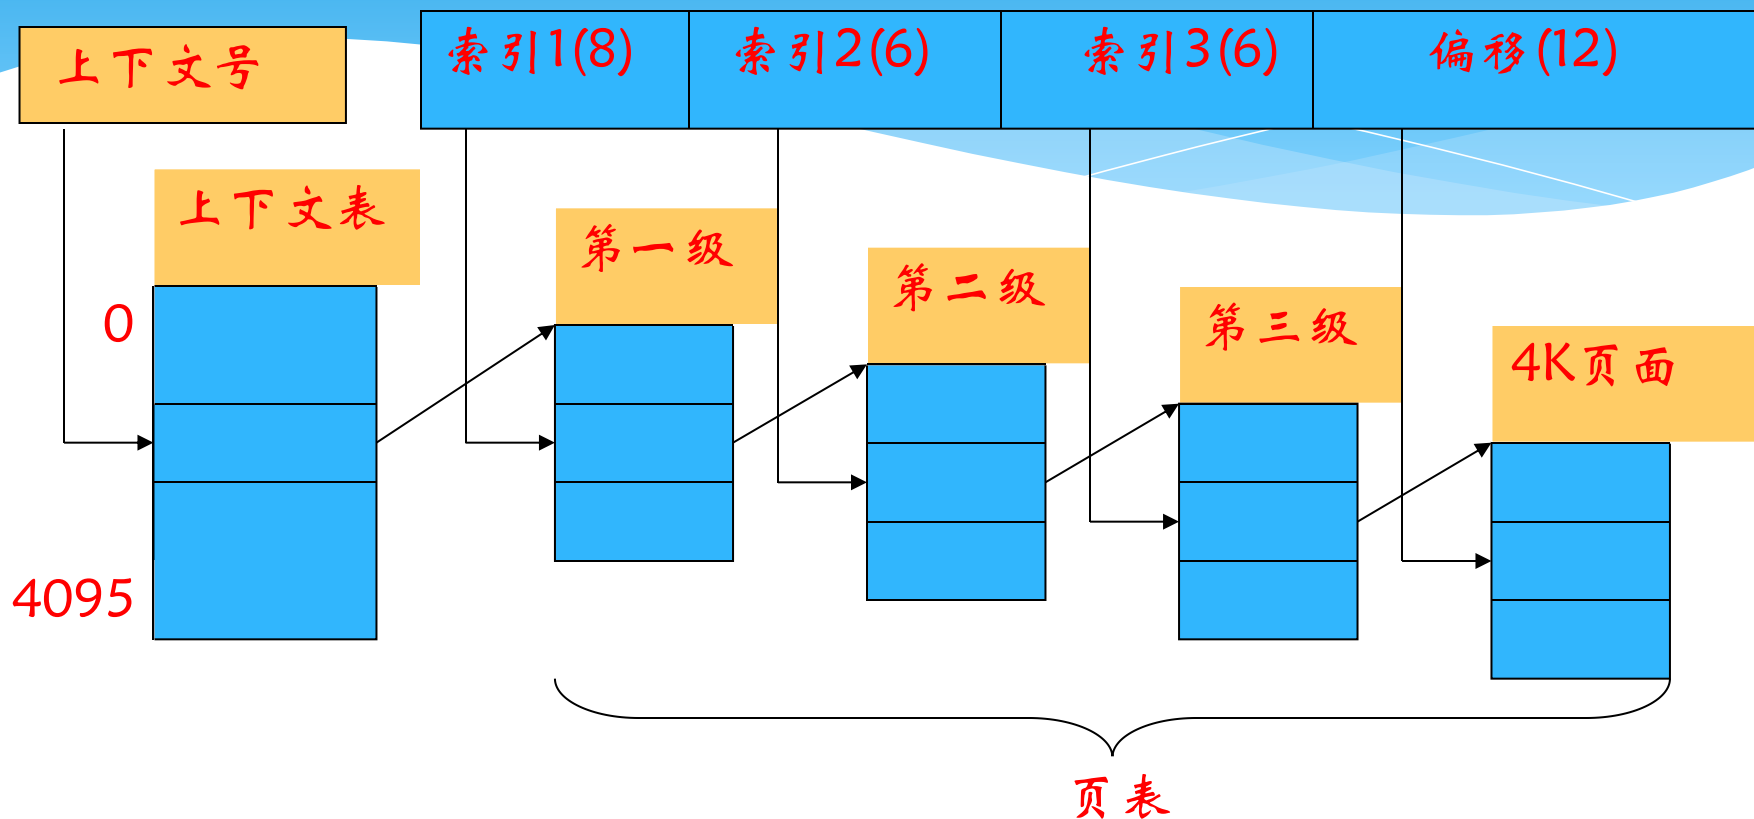 上下文号
索引1(8)
索引2(6)
索引3(6)
偏移(12)
上下文表
第一级
第二级
第三级
4K页面
0
4095
页表